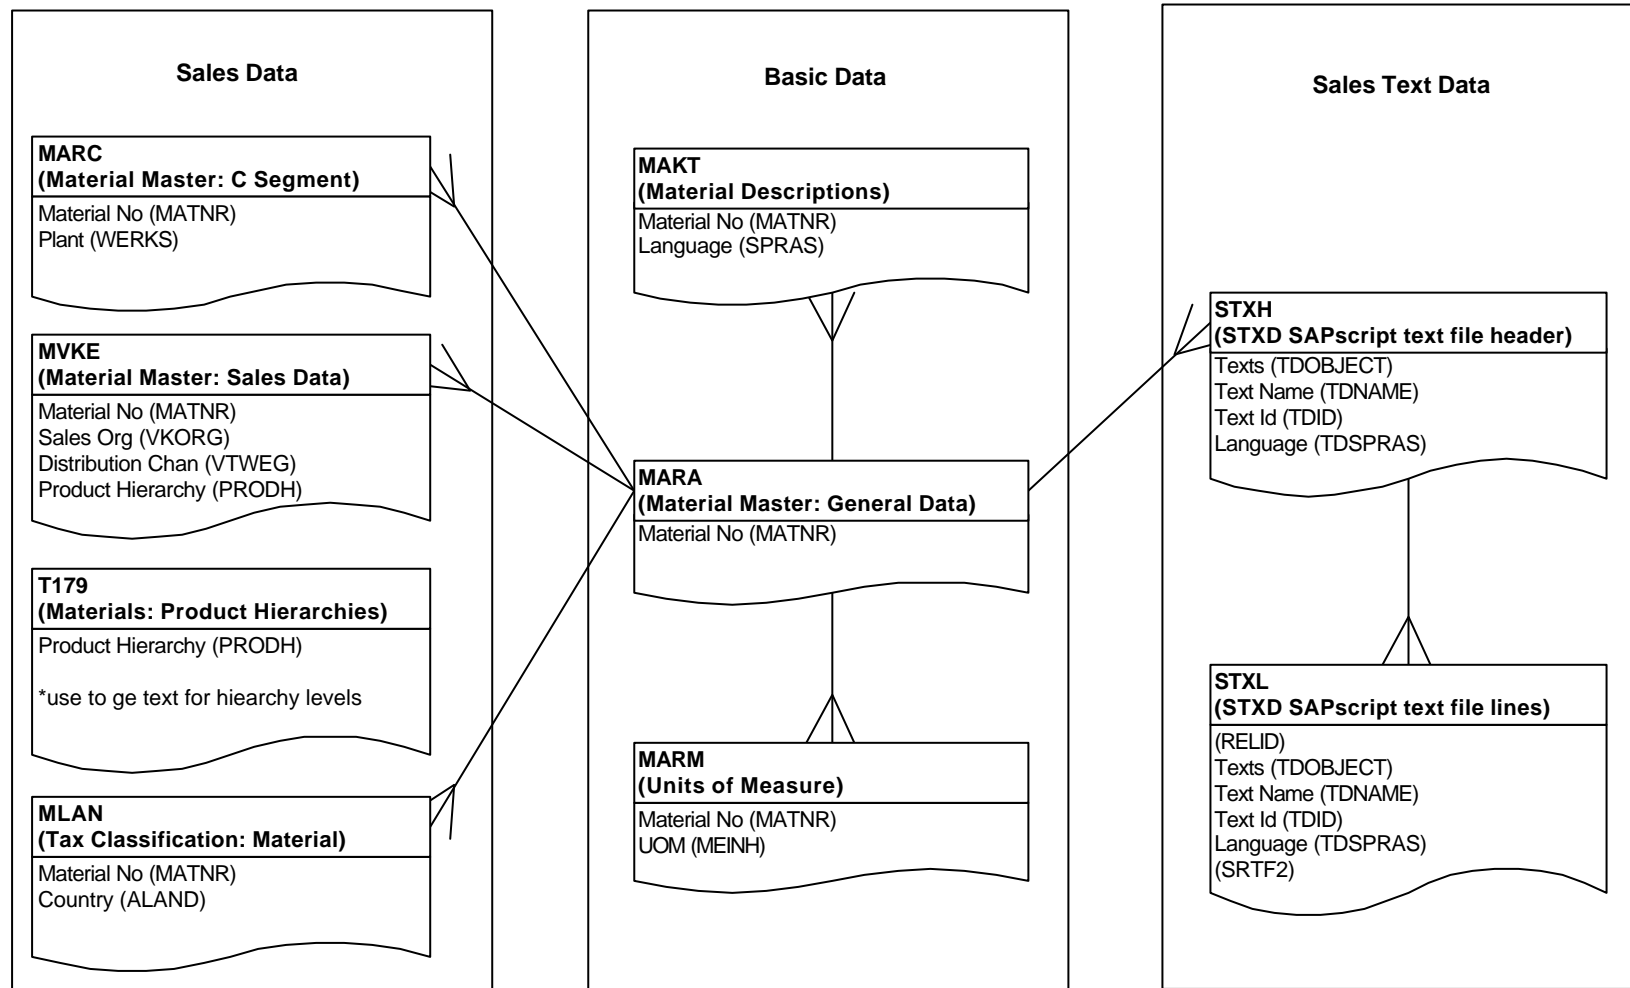 Sales Data
MARC
(Material Master: C Segment)
Material No (MATNR)
Plant (WERKS)
MVKE
(Material Master: Sales Data)
Material No (MATNR)
Sales Org (VKORG)
Distribution Chan (VTWEG)
Product Hierarchy (PRODH)
T179
(Materials: Product Hierarchies)
Product Hierarchy (PRODH)
*use to ge text for hiearchy levels
MLAN
(Tax Classification: Material)
Material No (MATNR)
Country (ALAND)
Basic Data
MAKT
(Material Descriptions)
Material No (MATNR)
Language (SPRAS)
MARA
(Material Master: General Data)
Material No (MATNR)
MARM
(Units of Measure)
Material No (MATNR)
UOM (MEINH)
Sales Text Data
STXH
(STXD SAPscript text file header)
Texts (TDOBJECT)
Text Name (TDNAME)
Text Id (TDID)
Language (TDSPRAS)
STXL
(STXD SAPscript text file lines)
(RELID)
Texts (TDOBJECT)
Text Name (TDNAME)
Text Id (TDID)
Language (TDSPRAS)
(SRTF2)